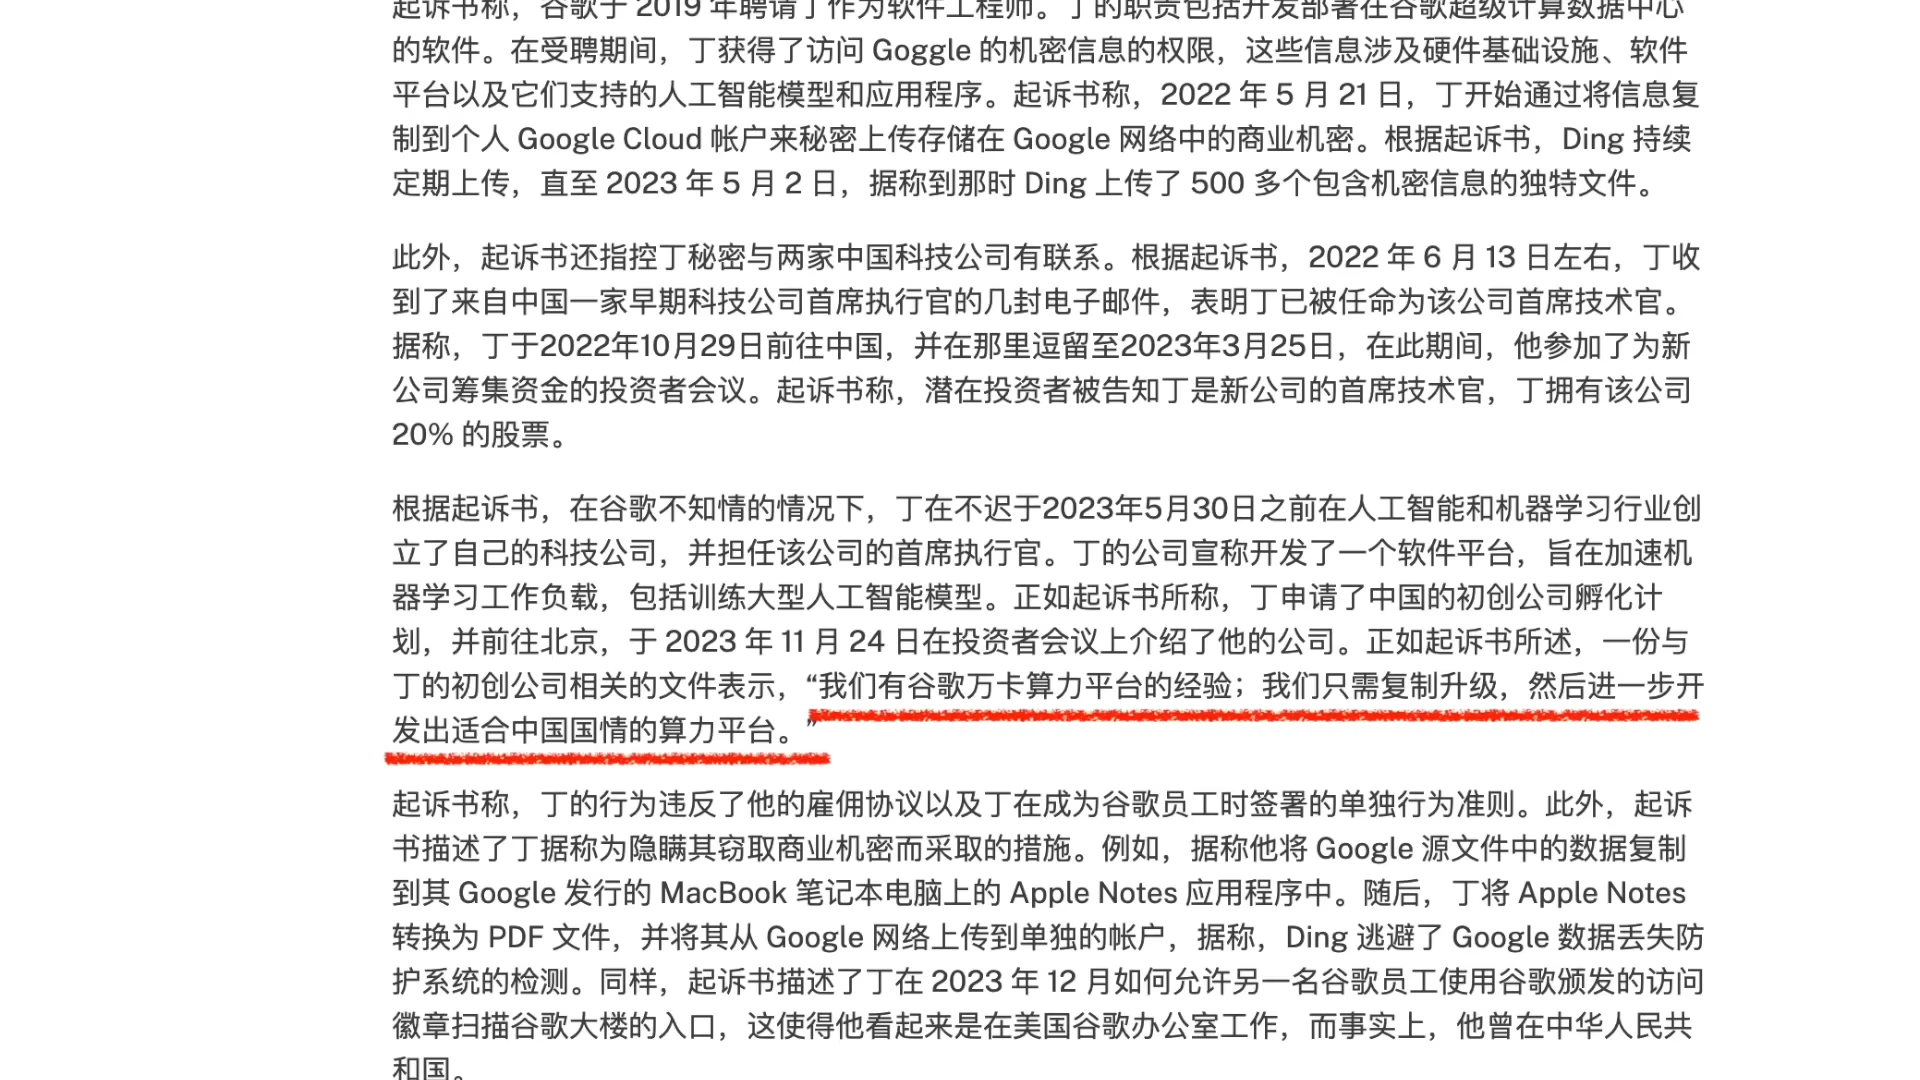 起诉书称，谷歌于 2019 年聘请丁作为软件工程师。丁的职责包括开发部署在谷歌超级计算数据中心
的软件。在受聘期间，丁获得了访问 Goggle 的机密信息的权限，这些信息涉及硬件基础设施、软件
平台以及它们支持的人工智能模型和应用程序。起诉书称，2022 年 5 月 21 日，丁开始通过将信息复
制到个人 Google Cloud 帐户来秘密上传存储在 Google 网络中的商业机密。根据起诉书，Ding 持续
定期上传，直至 2023 年 5 月 2 日，据称到那时 Ding 上传了 500 多个包含机密信息的独特文件。
此外，起诉书还指控丁秘密与两家中国科技公司有联系。根据起诉书，2022 年 6 月 13 日左右，丁收
到了来自中国一家早期科技公司首席执行官的几封电子邮件，表明丁已被任命为该公司首席技术官。
据称，丁于2022年10月29日前往中国，并在那里逗留至2023年3月25日，在此期间，他参加了为新
公司筹集资金的投资者会议。起诉书称，潜在投资者被告知丁是新公司的首席技术官，丁拥有该公司
20% 的股票。
根据起诉书，在谷歌不知情的情况下，丁在不迟于2023年5月30日之前在人工智能和机器学习行业创
立了自己的科技公司，并担任该公司的首席执行官。丁的公司宣称开发了一个软件平台，旨在加速机
器学习工作负载，包括训练大型人工智能模型。正如起诉书所称，丁申请了中国的初创公司孵化计
划，并前往北京，于 2023 年 11 月 24 日在投资者会议上介绍了他的公司。正如起诉书所述，一份与
丁的初创公司相关的文件表示，“我们有谷歌万卡算力平台的经验；我们只需复制升级，然后进一步开
发出适合中国国情的算力平台。”
起诉书称，丁的行为违反了他的雇佣协议以及丁在成为谷歌员工时签署的单独行为准则。此外，起诉
书描述了丁据称为隐瞒其窃取商业机密而采取的措施。例如，据称他将 Google 源文件中的数据复制
到其 Google 发行的 MacBook 笔记本电脑上的 Apple Notes 应用程序中。随后，丁将 Apple Notes
转换为 PDF 文件，并将其从 Google 网络上传到单独的帐户，据称，Ding 逃避了 Google 数据丢失防
护系统的检测。同样，起诉书描述了丁在 2023 年 12 月如何允许另一名谷歌员工使用谷歌颁发的访问
徽章扫描谷歌大楼的入口，这使得他看起来是在美国谷歌办公室工作，而事实上，他曾在中华人民共
和国。